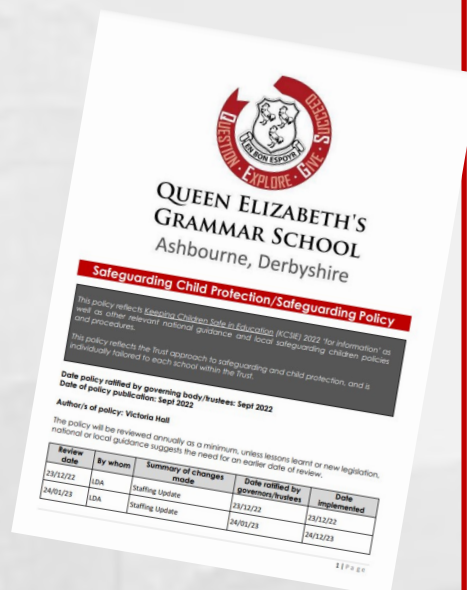 QUESTION · EXPLORE · GIVE · SUCCEED
EN BON ESPOYR
QUEEN ELIZABETH'S
GRAMMAR SCHOOL
Ashbourne, Derbyshire
Safeguarding Child Protection/Safeguarding Policy
This policy reflects Keeping Children Safe in Education (KCSIE) 2022 'for information' as
well as other relevant national guidance and local safeguarding children policies
and procedures.
This policy reflects the Trust approach to safeguarding and child protection, and is
individually tailored to each school within the Trust.
Date policy ratified by governing body/trustees: Sept 2022
Date of policy publication: Sept 2022
Author/s of policy: Victoria Hall
The policy will be reviewed annually as a minimum, unless lessons learnt or new legislation,
national or local guidance suggests the need for an earlier date of review.
Review date | By whom | Summary of changes made | Date ratified by governors/trustees | Date implemented
23/12/22 | LDA | Staffing Update | 23/12/22 | 23/12/22
24/01/23 | LDA | Staffing Update | 24/01/23 | 24/12/23
1 | Page